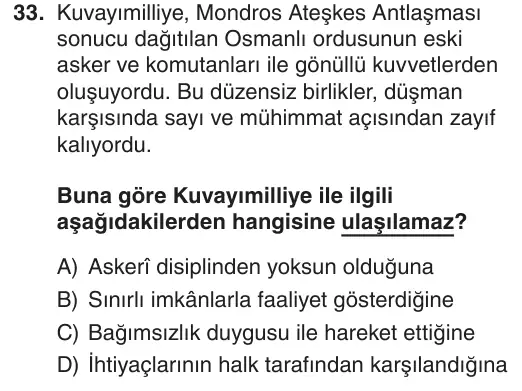 33. Kuvayımilliye, Mondros Ateşkes Antlaşması
sonucu dağıtılan Osmanlı ordusunun eski
asker ve komutanları ile gönüllü kuvvetlerden
oluşuyordu. Bu düzensiz birlikler, düşman
karşısında sayı ve mühimmat açısından zayıf
kalıyordu.
Buna göre Kuvayımilliye ile ilgili
aşağıdakilerden hangisine ulaşılamaz?
A) Askerî disiplinden yoksun olduğuna
B) Sınırlı imkânlarla faaliyet gösterdiğine
C) Bağımsızlık duygusu ile hareket ettiğine
D) İhtiyaçlarının halk tarafından karşılandığına